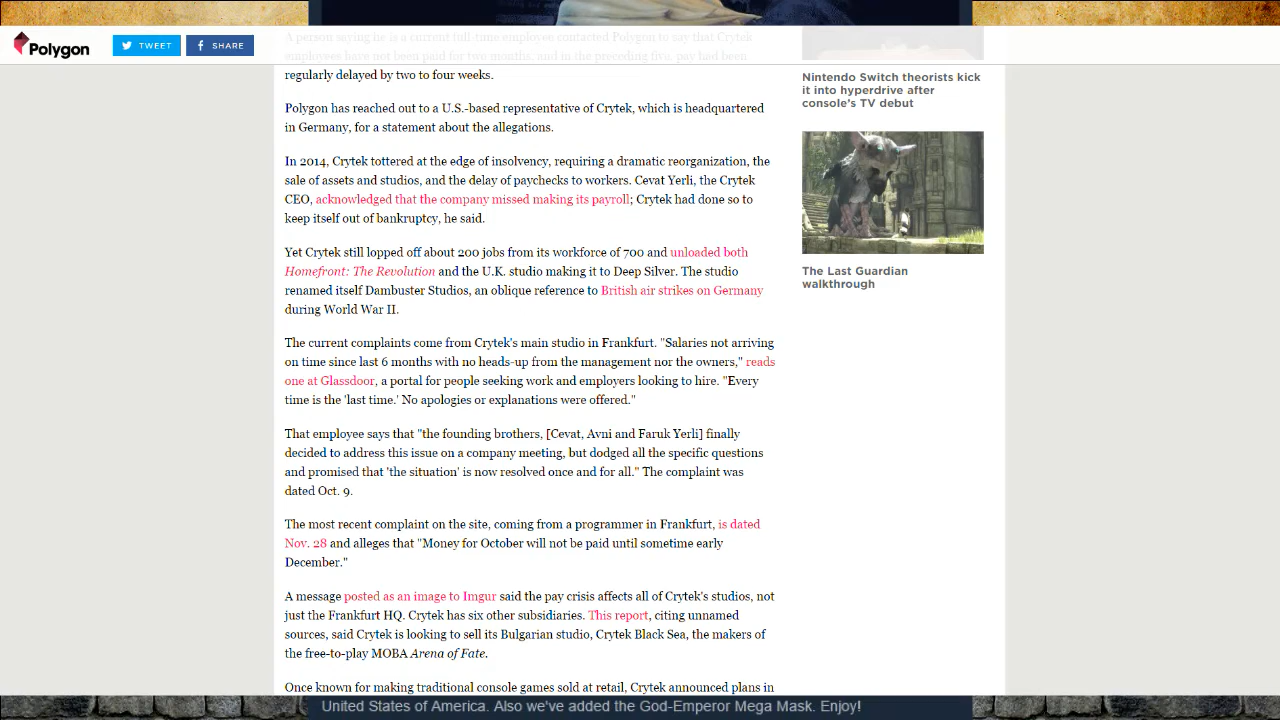 Polygon
TWEET
SHARE
A person saying he is a current full-time employee contacted Polygon to say that Crytek
employees have not been paid for two months, and in the preceding five, pay had been
regularly delayed by two to four weeks.
Polygon has reached out to a U.S.-based representative of Crytek, which is headquartered
in Germany, for a statement about the allegations.
In 2014, Crytek tottered at the edge of insolvency, requiring a dramatic reorganization, the
sale of assets and studios, and the delay of paychecks to workers. Cevat Yerli, the Crytek
CEO, acknowledged that the company missed making its payroll; Crytek had done so to
keep itself out of bankruptcy, he said.
Yet Crytek still lopped off about 200 jobs from its workforce of 700 and unloaded both
Homefront: The Revolution and the U.K. studio making it to Deep Silver. The studio
renamed itself Dambuster Studios, an oblique reference to British air strikes on Germany
during World War II.
The current complaints come from Crytek's main studio in Frankfurt. "Salaries not arriving
on time since last 6 months with no heads-up from the management nor the owners," reads
one at Glassdoor, a portal for people seeking work and employers looking to hire. "Every
time is the 'last time.' No apologies or explanations were offered."
That employee says that "the founding brothers, [Cevat, Avni and Faruk Yerli] finally
decided to address this issue on a company meeting, but dodged all the specific questions
and promised that 'the situation' is now resolved once and for all." The complaint was
dated Oct. 9.
The most recent complaint on the site, coming from a programmer in Frankfurt, is dated
Nov. 28 and alleges that "Money for October will not be paid until sometime early
December."
A message posted as an image to Imgur said the pay crisis affects all of Crytek's studios, not
just the Frankfurt HQ. Crytek has six other subsidiaries. This report, citing unnamed
sources, said Crytek is looking to sell its Bulgarian studio, Crytek Black Sea, the makers of
the free-to-play MOBA Arena of Fate.
Once known for making traditional console games sold at retail, Crytek announced plans in
Nintendo Switch theorists kick
it into hyperdrive after
console's TV debut
The Last Guardian
walkthrough
United States of America. Also we've added the God-Emperor Mega Mask. Enjoy!